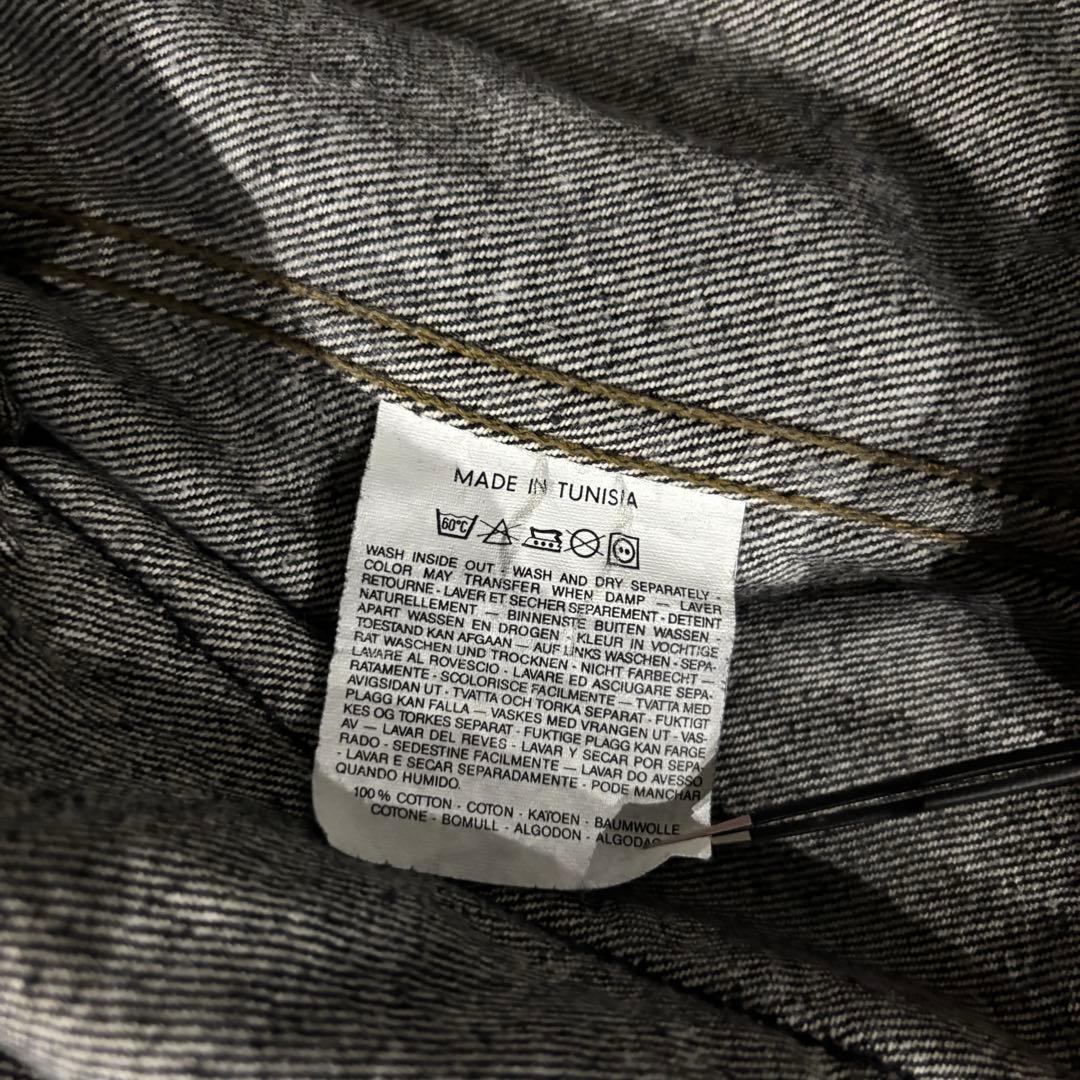 MADE IN TUNISIA
60°C
WASH INSIDE OUT - WASH AND DRY SEPARATELY -
COLOR MAY TRANSFER WHEN DAMP — LAVER
RETOURNE - LAVER ET SECHER SEPAREMENT - DETEINT
NATURELLEMENT — BINNENSTE BUITEN WASSEN -
APART WASSEN EN DROGEN - KLEUR IN VOCHTIGE
TOESTAND KAN AFGAAN — AUF LINKS WASCHEN - SEPA-
RAT WASCHEN UND TROCKNEN - NICHT FARBECHT —
LAVARE AL ROVESCIO - LAVARE ED ASCIUGARE SEPA-
RATAMENTE - SCOLORISCE FACILMENTE — TVATTA MED
AVIGSIDAN UT - TVATTA OCH TORKA SEPARAT - FUKTIGT
PLAGG KAN FALLA — VASKES MED VRANGEN UT - VAS-
KES OG TORKES SEPARAT - FUKTIGE PLAGG KAN FARGE
AV — LAVAR DEL REVES - LAVAR Y SECAR POR SEPA-
RADO - SEDESTINE FACILMENTE — LAVAR DO AVESSO
- LAVAR E SECAR SEPARADAMENTE - PODE MANCHAR
QUANDO HUMIDO.
100 % COTTON - COTON - KATOEN - BAUMWOLLE
COTONE - BOMULL - ALGODON - ALGODAO